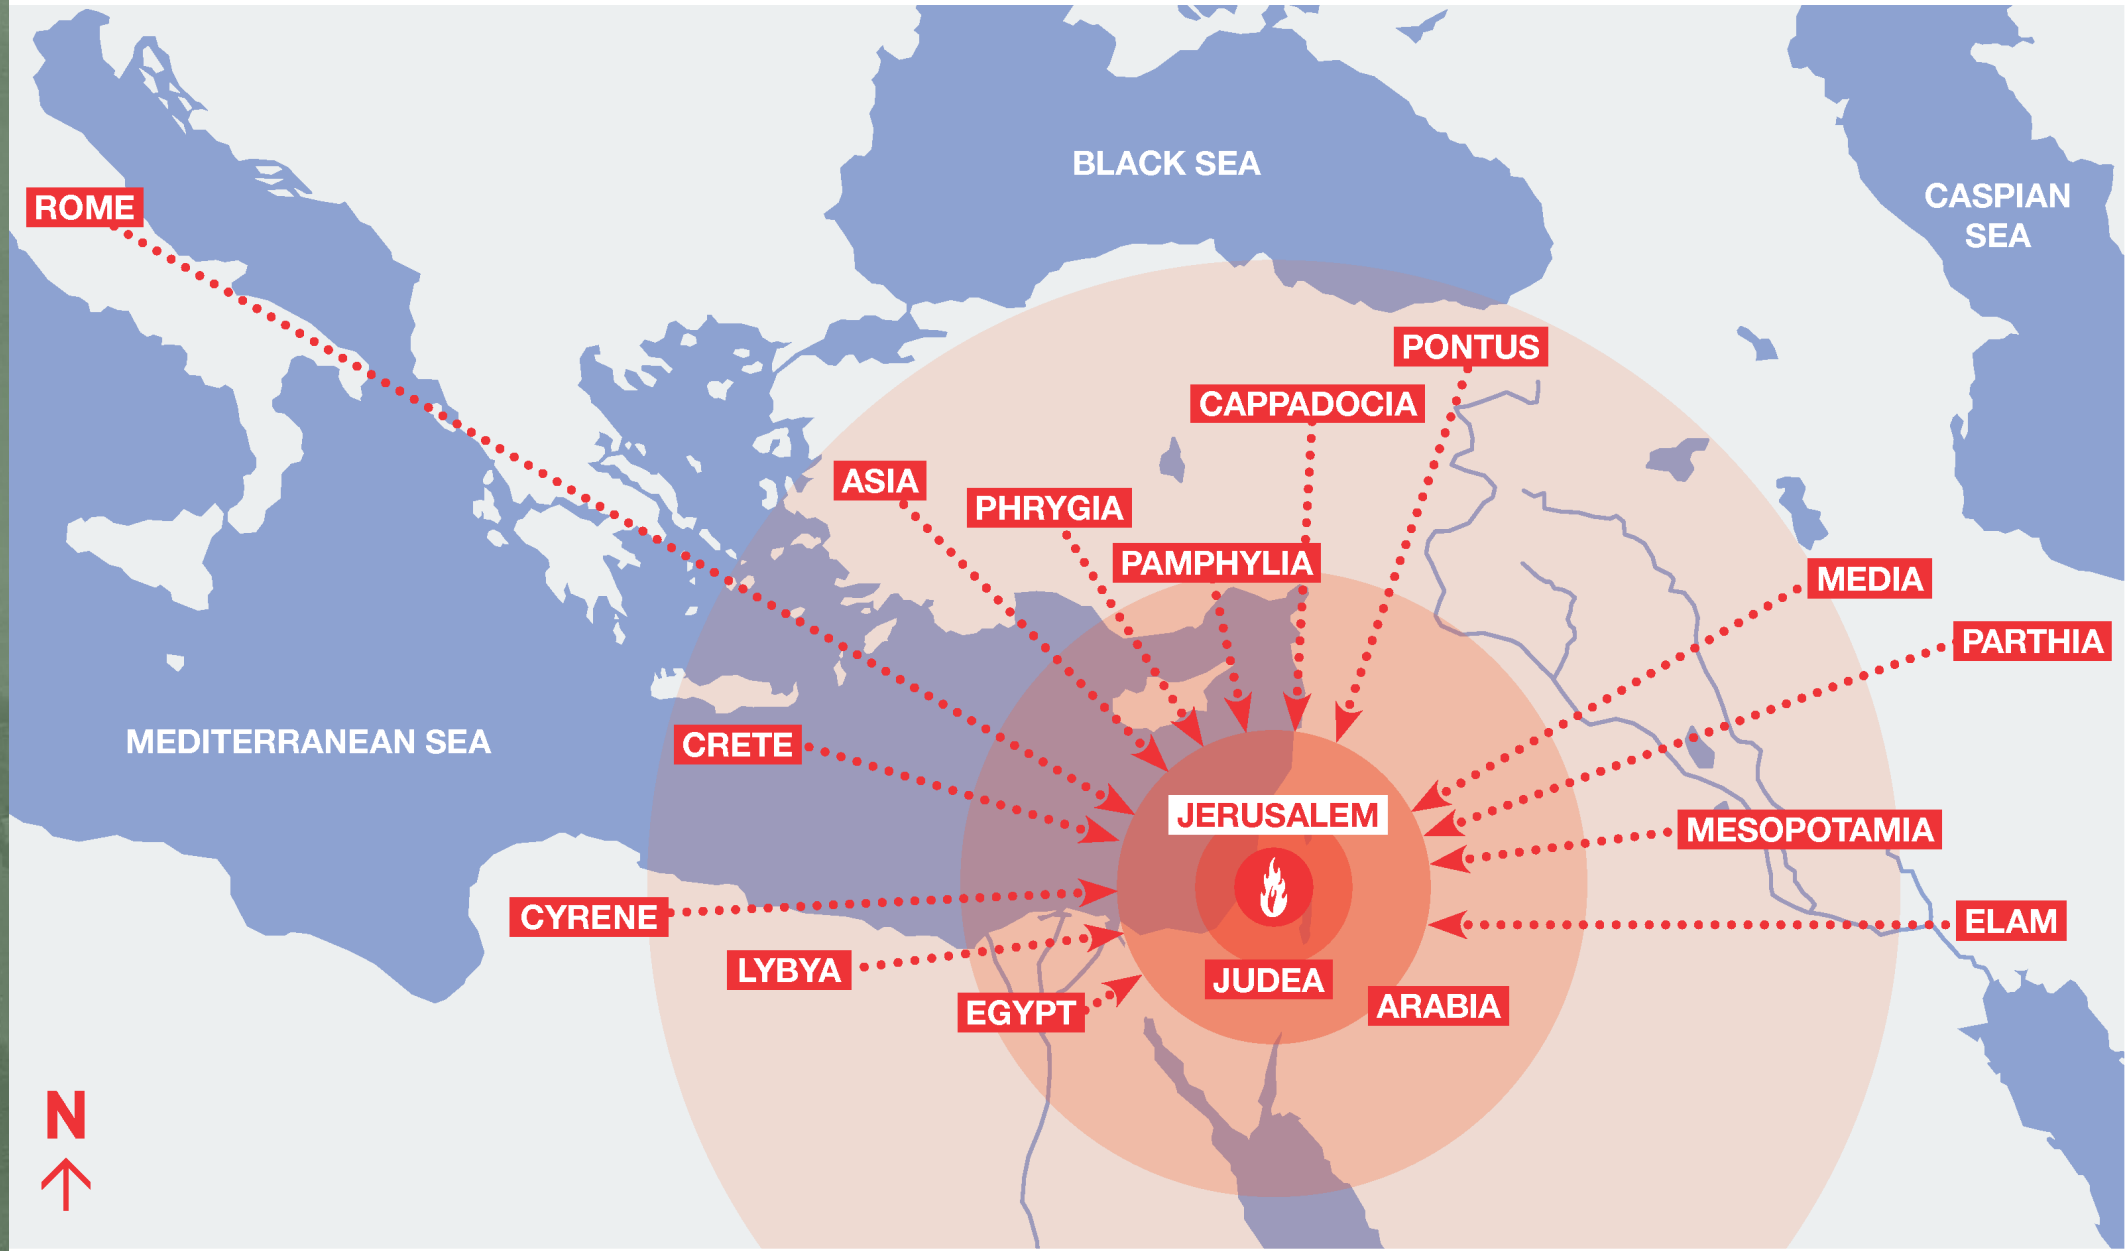 BLACK SEA
CASPIAN
SEA
ROME
PONTUS
CAPPADOCIA
ASIA
PHRYGIA
PAMPHYLIA
MEDIA
PARTHIA
MEDITERRANEAN SEA
CRETE
JERUSALEM
MESOPOTAMIA
CYRENE
ELAM
LYBYA
JUDEA
EGYPT
ARABIA
N